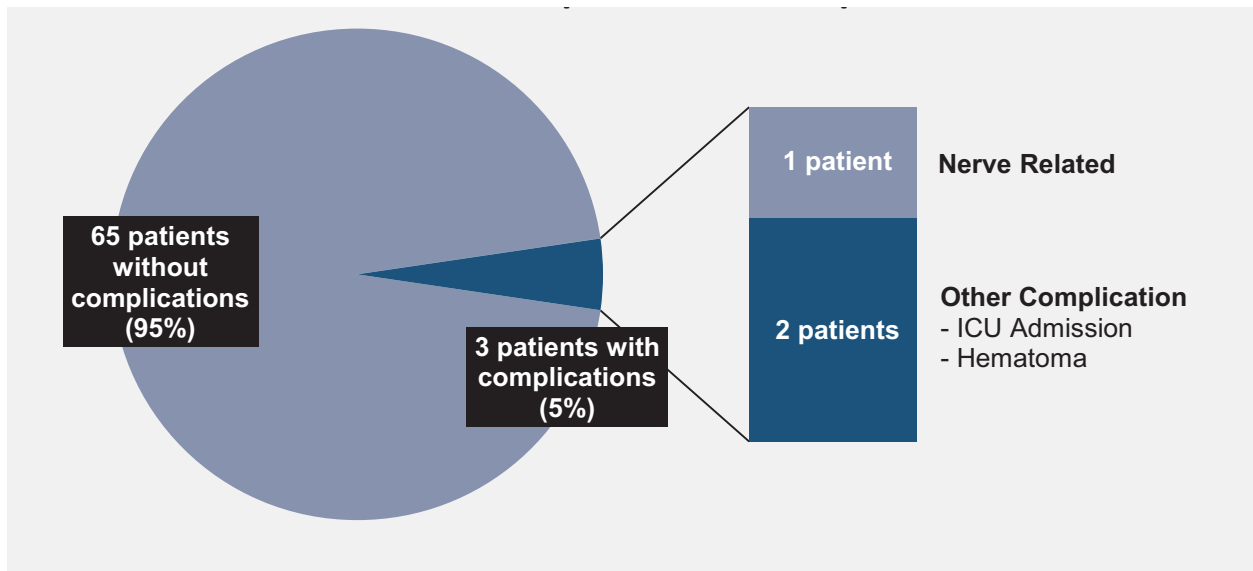 65 patients
without
complications
(95%)
3 patients with
complications
(5%)
1 patient
2 patients
Nerve Related
Other Complication
- ICU Admission
- Hematoma